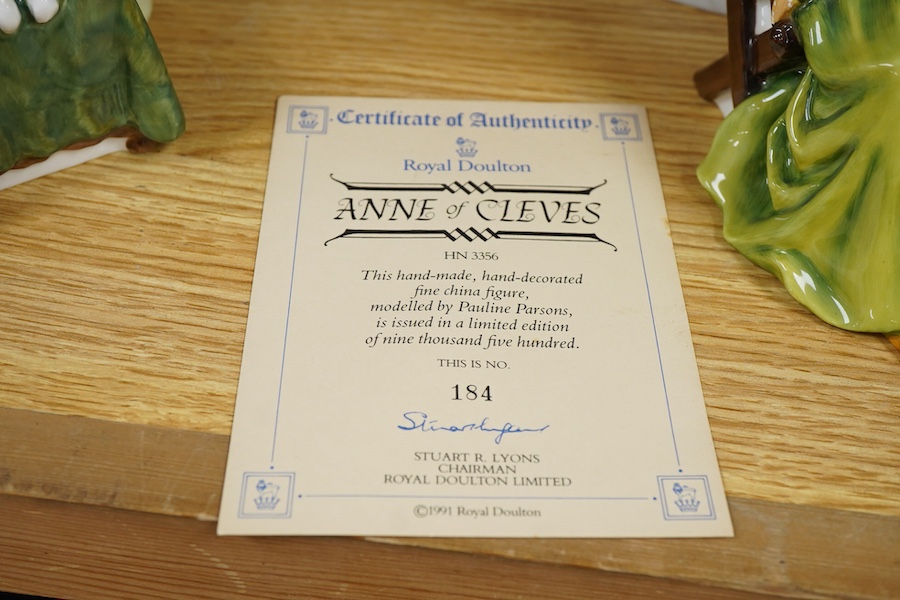 Certificate of Authenticity
Royal Doulton
ANNE of CLEVES
HN 3356
This hand-made, hand-decorated
fine china figure,
modelled by Pauline Parsons,
is issued in a limited edition
of nine thousand five hundred.
THIS IS NO.
184
STUART R. LYONS
CHAIRMAN
ROYAL DOULTON LIMITED
©1991 Royal Doulton